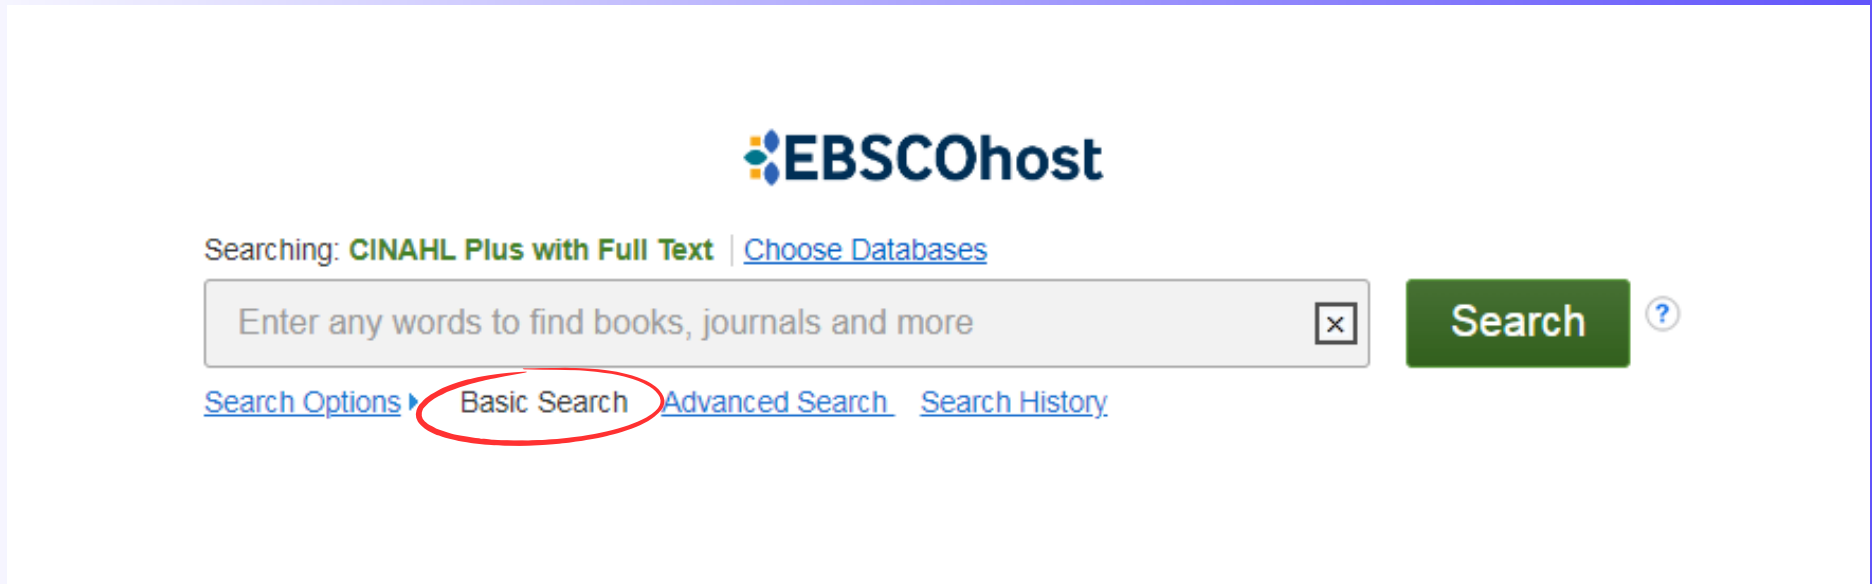 EBSCOhost
Searching: CINAHL Plus with Full Text Choose Databases
Enter any words to find books, journals and more
Search
?
Search Options Basic Search Advanced Search Search History